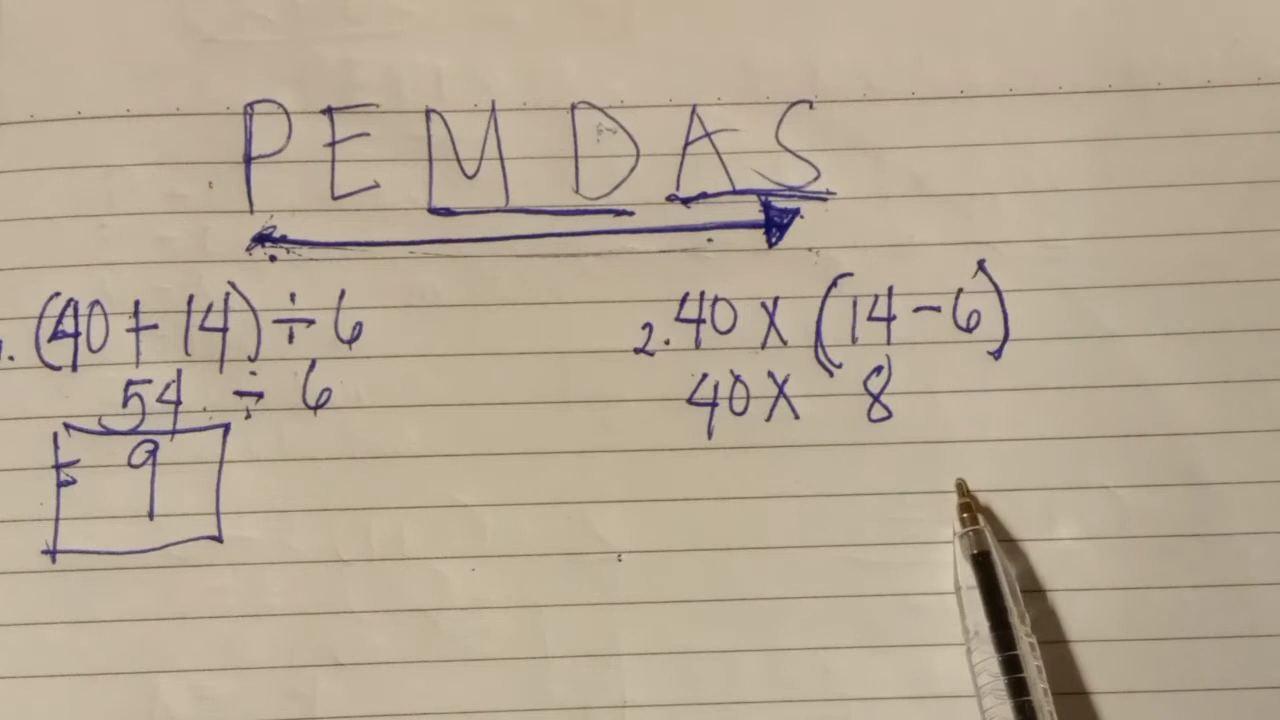 PEMDAS
(40 + 14) ÷ 6
54 ÷ 6
= 9
2. 40 X (14 - 6)
40 X 8